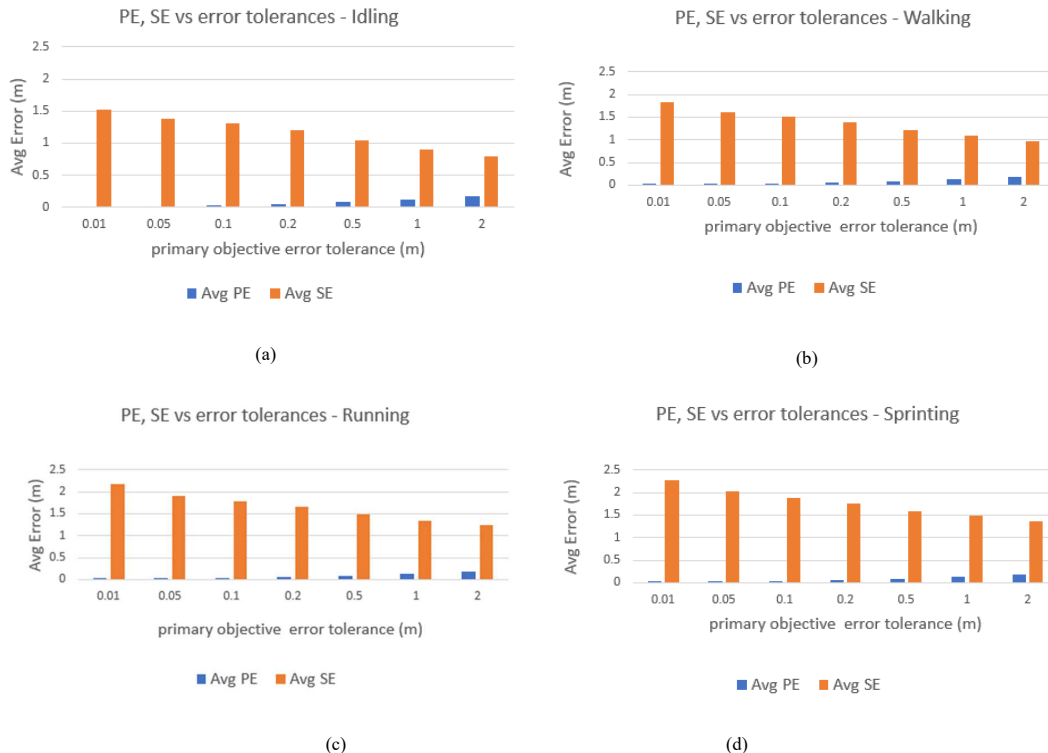 PE, SE vs error tolerances - Idling
2.5
2
1.5
1
0.5
0
Avg Error (m)
0.01 0.05 0.1 0.2 0.5 1 2
primary objective error tolerance (m)
Avg PE Avg SE
(a)
PE, SE vs error tolerances - Walking
2.5
2
1.5
1
0.5
0
Avg Error (m)
0.01 0.05 0.1 0.2 0.5 1 2
primary objective error tolerance (m)
Avg PE Avg SE
(b)
PE, SE vs error tolerances - Running
2.5
2
1.5
1
0.5
0
Avg Error (m)
0.01 0.05 0.1 0.2 0.5 1 2
primary objective error tolerance (m)
Avg PE Avg SE
(c)
PE, SE vs error tolerances - Sprinting
2.5
2
1.5
1
0.5
0
Avg Error (m)
0.01 0.05 0.1 0.2 0.5 1 2
primary objective error tolerance (m)
Avg PE Avg SE
(d)